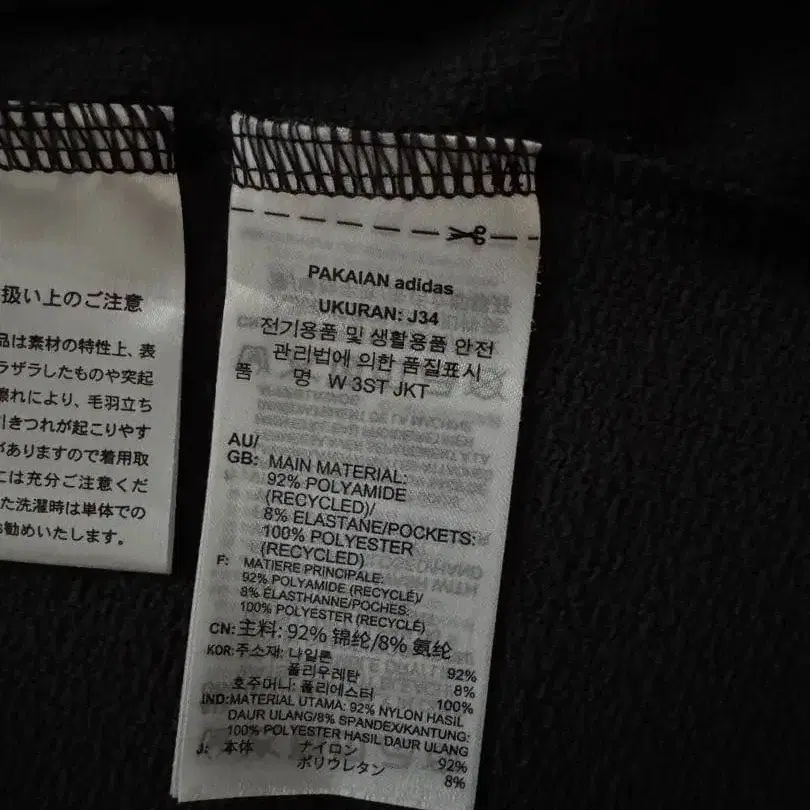 扱い上のご注意
品は素材の特性上、表
ラザラしたものや突起
擦れにより、毛羽立ち
引きつれが起こりやす
がありますので着用取
には充分ご注意くだ
た洗濯時は単体での
お勧めいたします。
PAKAIAN adidas
UKURAN: J34
전기용품 및 생활용품 안전
관리법에 의한 품질표시
품 명 W 3ST JKT
AU/
GB: MAIN MATERIAL:
92% POLYAMIDE
(RECYCLED)/
8% ELASTANE/POCKETS:
100% POLYESTER
(RECYCLED)
F: MATIERE PRINCIPALE:
92% POLYAMIDE (RECYCLÉ)/
8% ÉLASTHANNE/POCHES:
100% POLYESTER (RECYCLÉ)
CN: 主料: 92% 锦纶/8% 氨纶
KOR: 주소재: 나일론 92%
폴리우레탄 8%
호주머니: 폴리에스터 100%
IND: MATERIAL UTAMA: 92% NYLON HASIL
DAUR ULANG/8% SPANDEX/KANTUNG:
100% POLYESTER HASIL DAUR ULANG
J: 本体 ナイロン 92%
ポリウレタン 8%